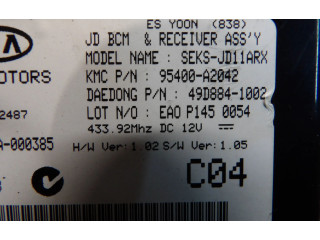 ES YOON (838)
JD BCM & RECEIVER ASS'Y
MODEL NAME : SEKS-JD11ARX
MOTORS
KMC P/N : 95400-A2042
DAEDONG P/N : 49D884-1002
2487
LOT N/O : EAO P145 0054
433.92MHz DC 12V
A-000385
H/W Ver: 1.02 S/W Ver: 1.05
C04